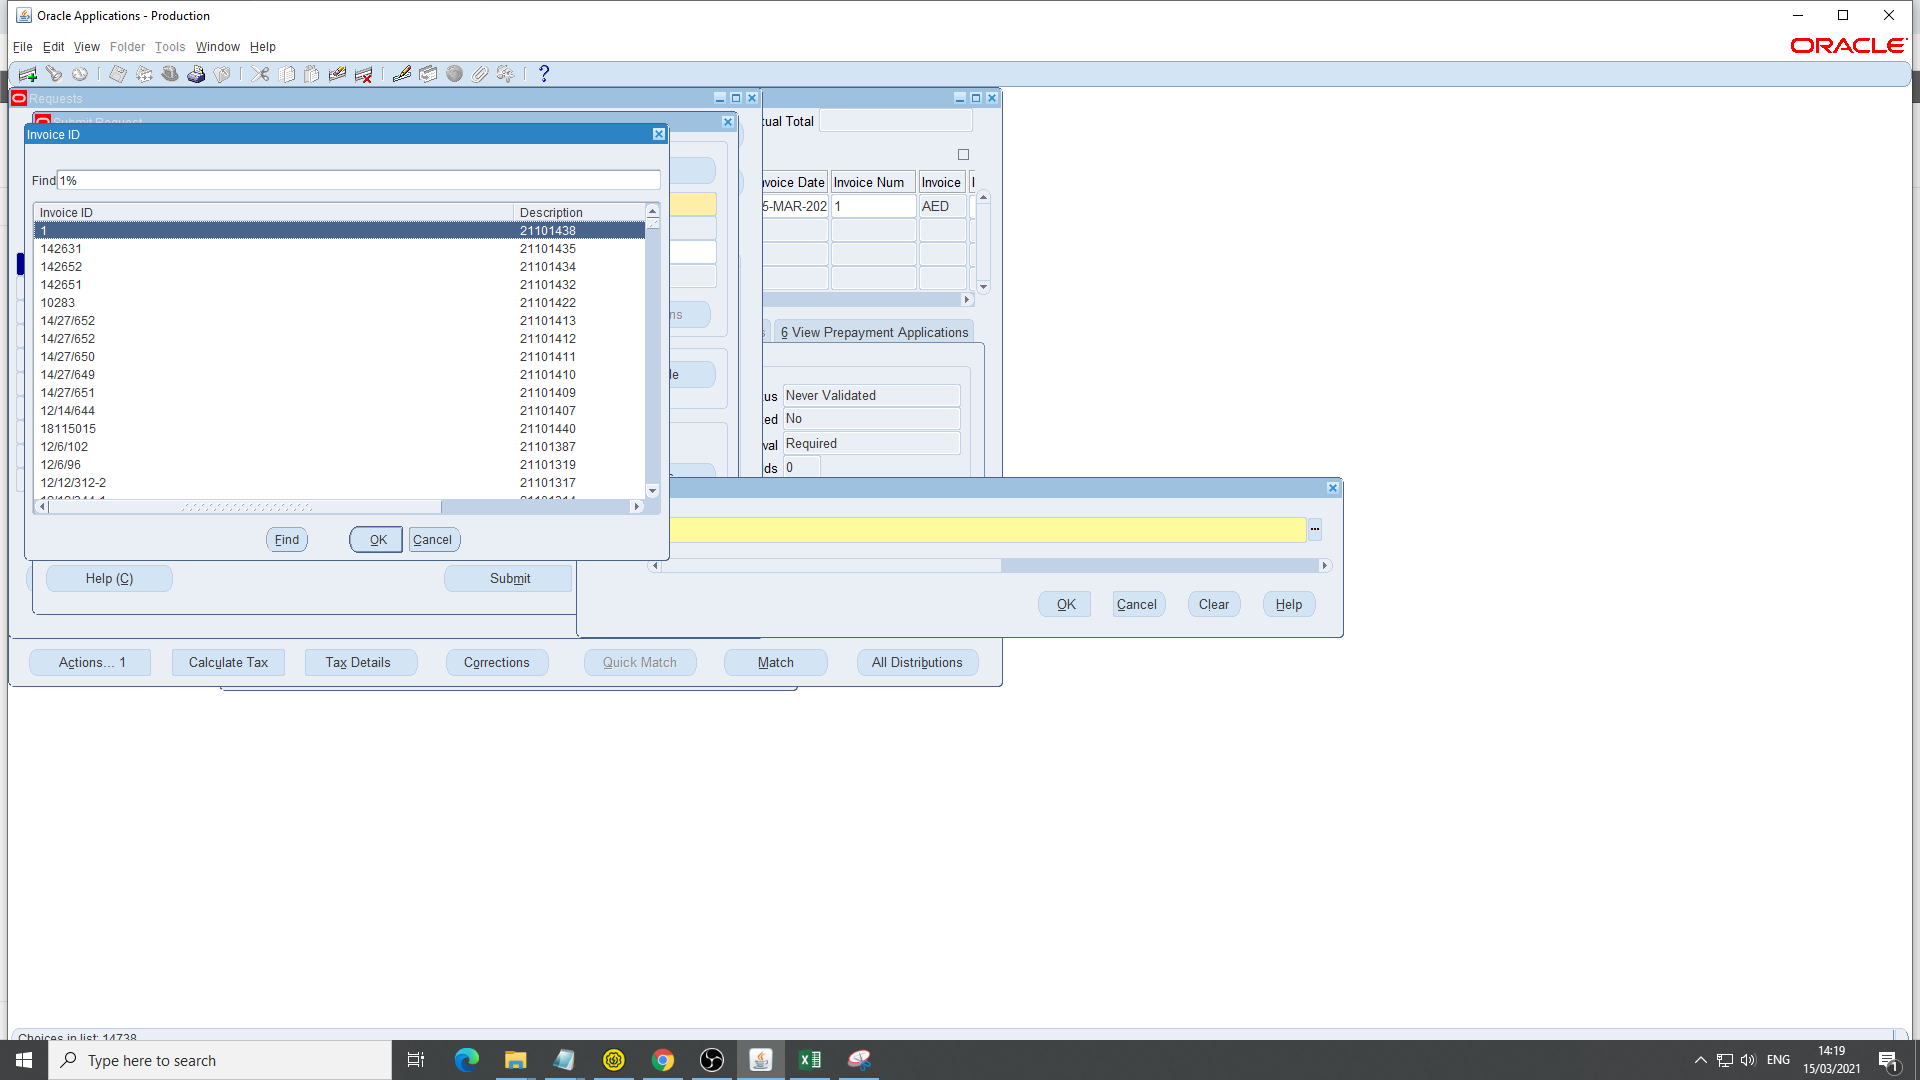 Oracle Applications - Production
File Edit View Folder Tools Window Help
ORACLE
Requests
Submit Request
Invoice ID
Find 1%
Invoice ID Description
1 21101438
142631 21101435
142652 21101434
142651 21101432
10283 21101422
14/27/652 21101413
14/27/652 21101412
14/27/650 21101411
14/27/649 21101410
14/27/651 21101409
12/14/644 21101407
18115015 21101440
12/6/102 21101387
12/6/96 21101319
12/12/312-2 21101317
Find OK Cancel
tual Total
nvoice Date Invoice Num Invoice I
5-MAR-202 1 AED
ns
s 6 View Prepayment Applications
le
tus Never Validated
ed No
val Required
ds 0
...
OK Cancel Clear Help
Help (C) Submit
Actions... 1 Calculate Tax Tax Details Corrections Quick Match Match All Distributions
Choices in list: 14738
Type here to search
ENG
14:19
15/03/2021
1